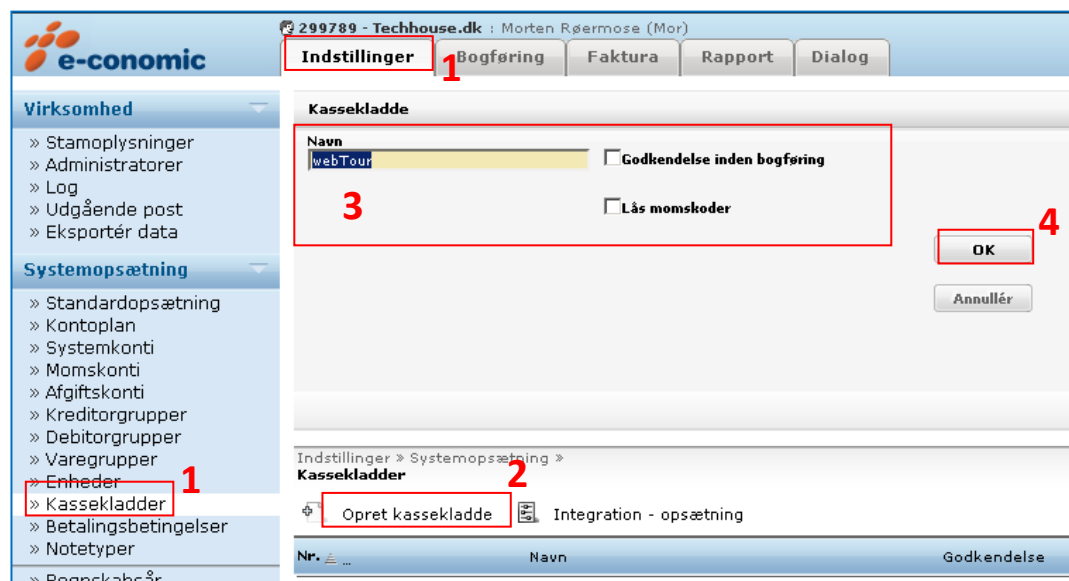 e-conomic
299789 - Techhouse.dk : Morten Røermose (Mor)
Indstillinger
1
Bogføring
Faktura
Rapport
Dialog
Virksomhed
» Stamoplysninger
» Administratorer
» Log
» Udgående post
» Eksportér data
Systemopsætning
» Standardopsætning
» Kontoplan
» Systemkonti
» Momskonti
» Afgiftskonti
» Kreditorgrupper
» Debitorgrupper
» Varegrupper
» Enheder
1
» Kassekladder
» Betalingsbetingelser
» Notetyper
» Regnskabsår
Kassekladde
Navn
webTour
Godkendelse inden bogføring
3
Lås momskoder
4
OK
Annullér
Indstillinger » Systemopsætning »
2
Kassekladder
Opret kassekladde
Integration - opsætning
Nr. ...
Navn
Godkendelse